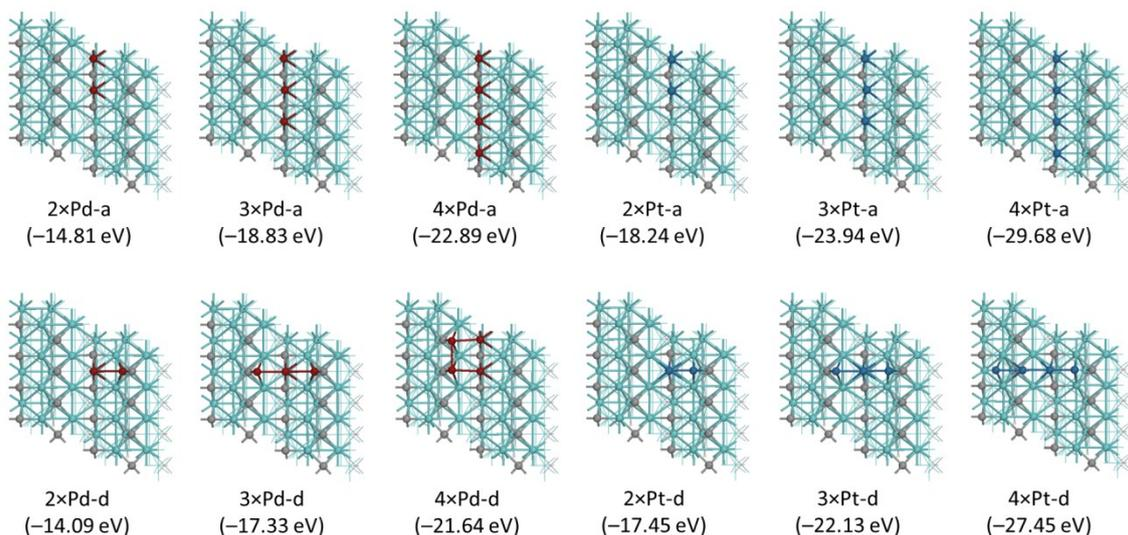 2×Pd-a 3×Pd-a 4×Pd-a 2×Pt-a 3×Pt-a 4×Pt-a
(–14.81 eV) (–18.83 eV) (–22.89 eV) (–18.24 eV) (–23.94 eV) (–29.68 eV)
2×Pd-d 3×Pd-d 4×Pd-d 2×Pt-d 3×Pt-d 4×Pt-d
(–14.09 eV) (–17.33 eV) (–21.64 eV) (–17.45 eV) (–22.13 eV) (–27.45 eV)